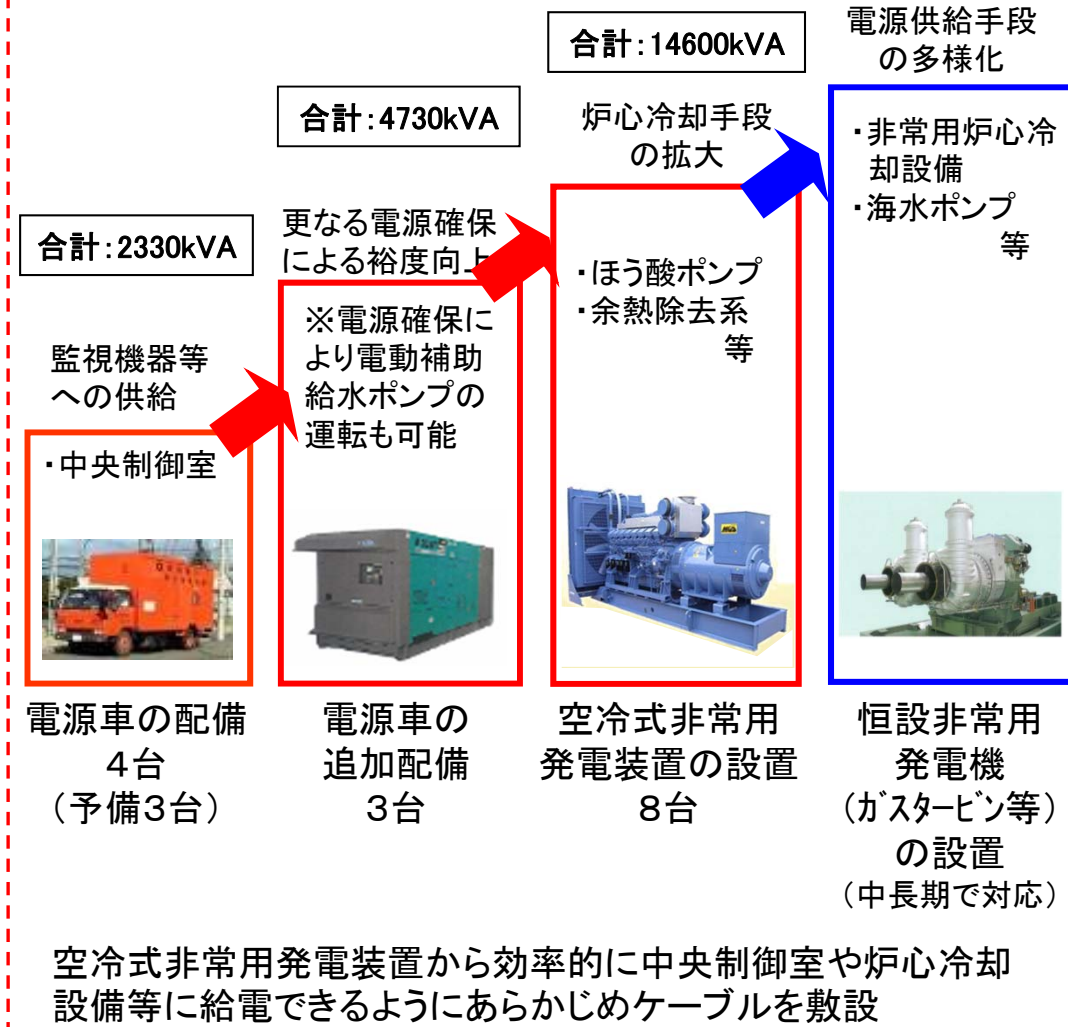 合計:2330kVA
監視機器等
への供給
・中央制御室
電源車の配備
4台
(予備3台)
合計:4730kVA
更なる電源確保
による裕度向上
※電源確保に
より電動補助
給水ポンプの
運転も可能
電源車の
追加配備
3台
合計:14600kVA
炉心冷却手段
の拡大
・ほう酸ポンプ
・余熱除去系
等
空冷式非常用
発電装置の設置
8台
電源供給手段
の多様化
・非常用炉心冷
却設備
・海水ポンプ
等
恒設非常用
発電機
(ガスタービン等)
の設置
(中長期で対応)
空冷式非常用発電装置から効率的に中央制御室や炉心冷却
設備等に給電できるようにあらかじめケーブルを敷設